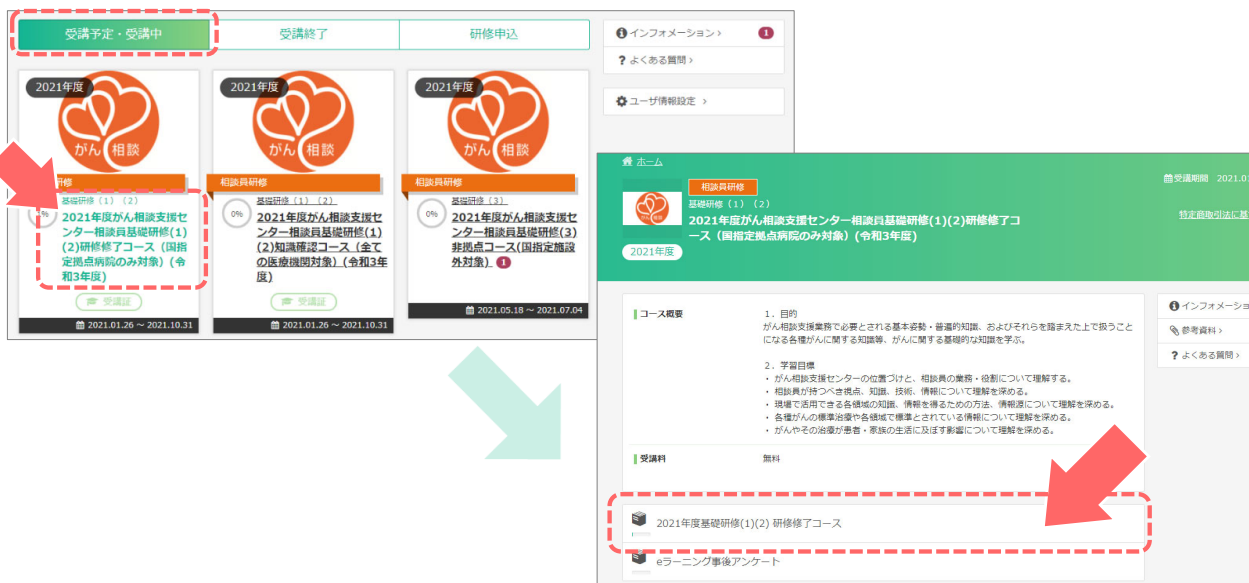 受講予定・受講中
受講終了
研修申込
インフォメーション ›
1
? よくある質問 ›
ユーザ情報設定 ›
2021年度
がん 相談
研修
基礎研修（1）（2）
%
2021年度がん相談支援セ
ンター相談員基礎研修(1)
(2)研修修了コース（国指
定拠点病院のみ対象）(令
和3年度)
受講証
2021.01.26 ～ 2021.10.31
2021年度
がん 相談
相談員研修
基礎研修（1）（2）
0%
2021年度がん相談支援セ
ンター相談員基礎研修(1)
(2)知識確認コース（全て
の医療機関対象）(令和3年
度)
受講証
2021.01.26 ～ 2021.10.31
2021年度
がん 相談
相談員研修
基礎研修（3）
0%
2021年度がん相談支援セ
ンター相談員基礎研修(3)
非拠点コース(国指定施設
外対象) 1
2021.05.18 ～ 2021.07.04
ホーム
受講期間 2021.01
相談員研修
基礎研修（1）（2）
2021年度がん相談支援センター相談員基礎研修(1)(2)研修修了コ
ース（国指定拠点病院のみ対象）(令和3年度)
特定商取引法に基
がん 相談
2021年度
コース概要
1．目的
がん相談支援業務で必要とされる基本姿勢・普遍的知識、およびそれらを踏まえた上で扱うこと
になる各種がんに関する知識等、がんに関する基礎的な知識を学ぶ。
2．学習目標
・ がん相談支援センターの位置づけと、相談員の業務・役割について理解する。
・ 相談員が持つべき視点、知識、技術、情報について理解を深める。
・ 現場で活用できる各領域の知識、情報を得るための方法、情報源について理解を深める。
・ 各種がんの標準治療や各領域で標準とされている情報について理解を深める。
・ がんやその治療が患者・家族の生活に及ぼす影響について理解を深める。
受講料
無料
インフォメーショ
参考資料 ›
? よくある質問 ›
2021年度基礎研修(1)(2) 研修修了コース
eラーニング事後アンケート